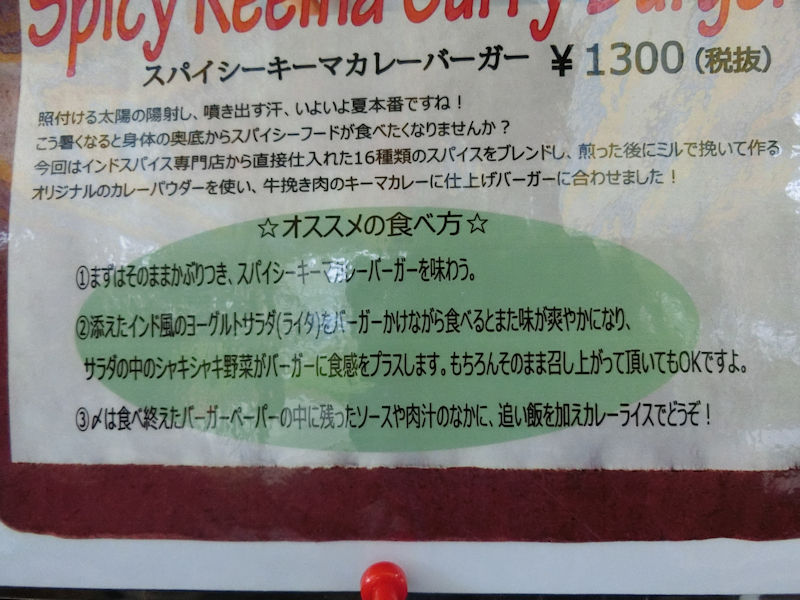 Spicy Keema Curry Burger
スパイシーキーマカレーバーガー ¥1300(税抜)
照付ける太陽の陽射し、噴き出す汗、いよいよ夏本番ですね！
こう暑くなると身体の奥底からスパイシーフードが食べたくなりませんか？
今回はインドスパイス専門店から直接仕入れた16種類のスパイスをブレンドし、煎った後にミルで挽いて作る
オリジナルのカレーパウダーを使い、牛挽き肉のキーマカレーに仕上げバーガーに合わせました！
☆オススメの食べ方☆
①まずはそのままかぶりつき、スパイシーキーマカレーバーガーを味わう。
②添えたインド風のヨーグルトサラダ(ライタ)をバーガーかけながら食べるとまた味が爽やかになり、
サラダの中のシャキシャキ野菜がバーガーに食感をプラスします。もちろんそのまま召し上がって頂いてもOKですよ。
③〆は食べ終えたバーガーペーパーの中に残ったソースや肉汁のなかに、追い飯を加えカレーライスでどうぞ！